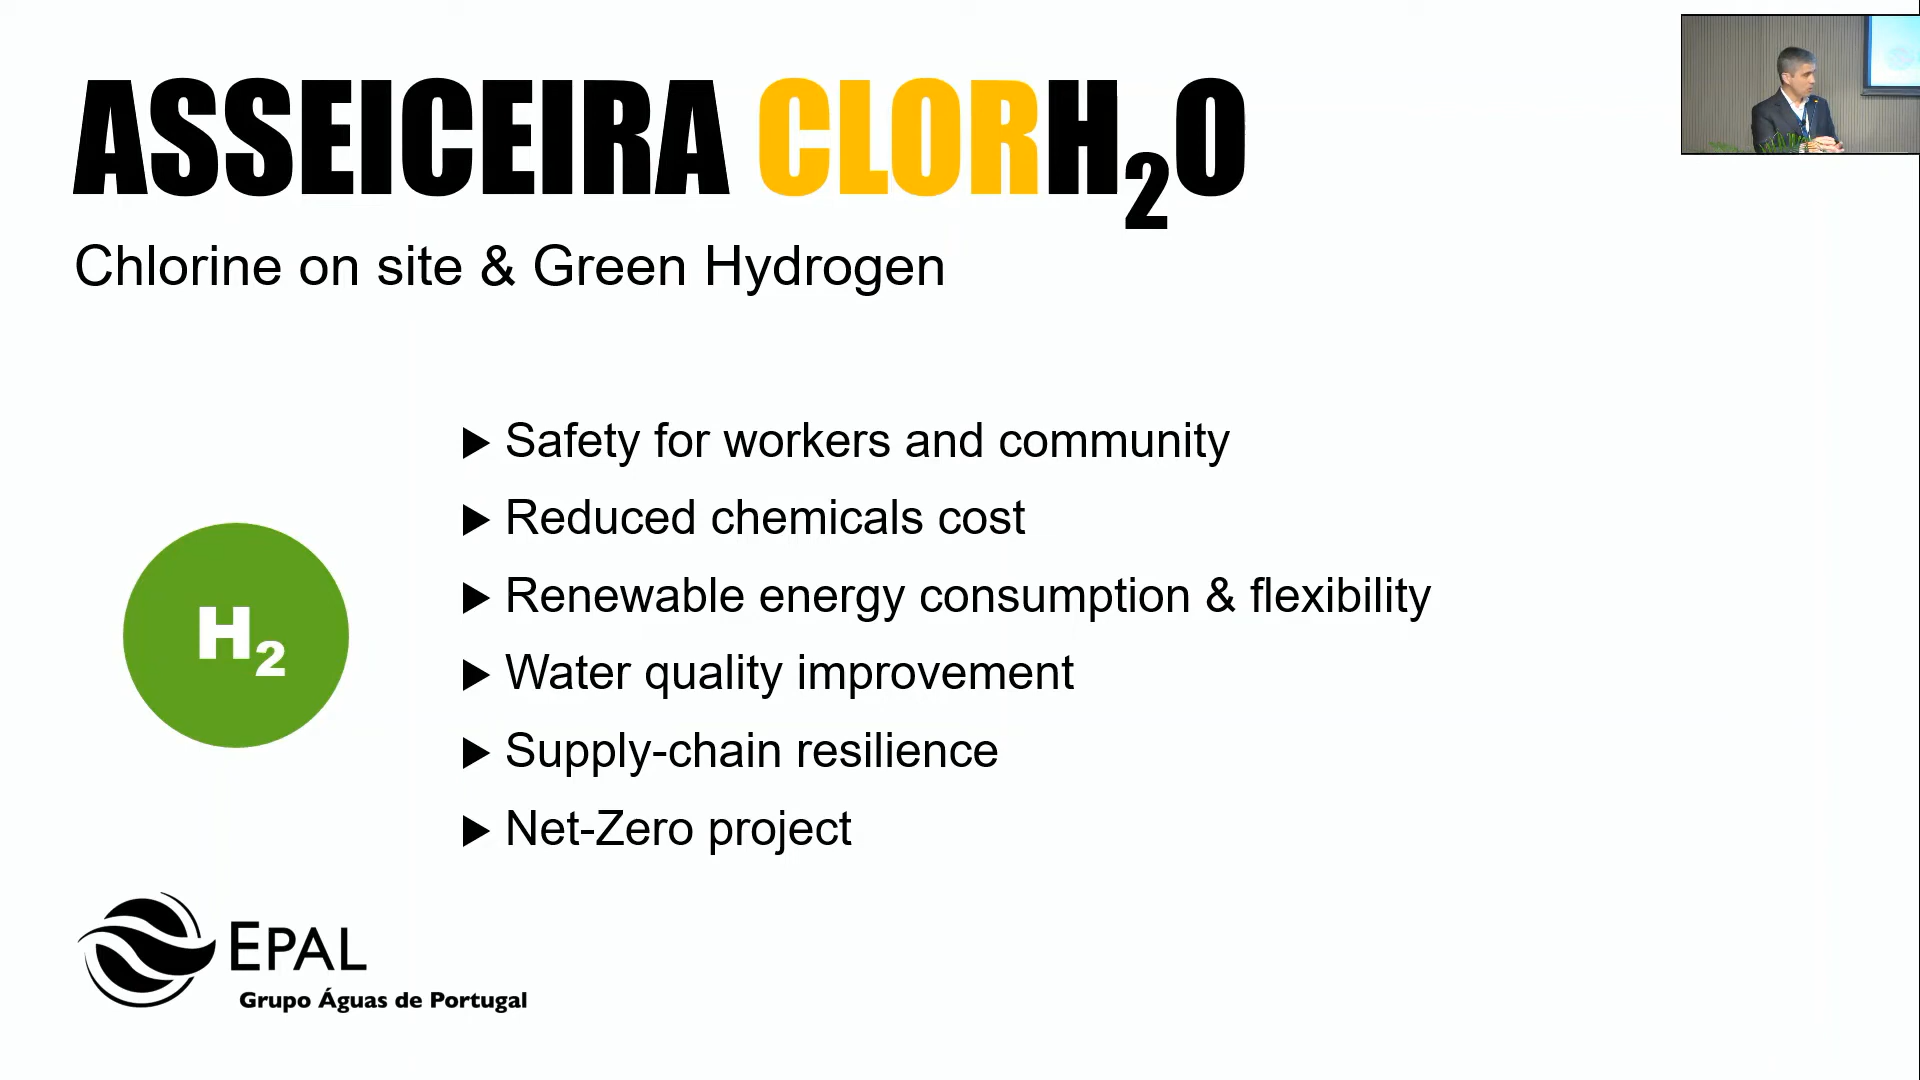 ASSEICEIRA CLORH₂O
Chlorine on site & Green Hydrogen
▶ Safety for workers and community
▶ Reduced chemicals cost
▶ Renewable energy consumption & flexibility
▶ Water quality improvement
▶ Supply-chain resilience
▶ Net-Zero project
H₂
EPAL
Grupo Águas de Portugal